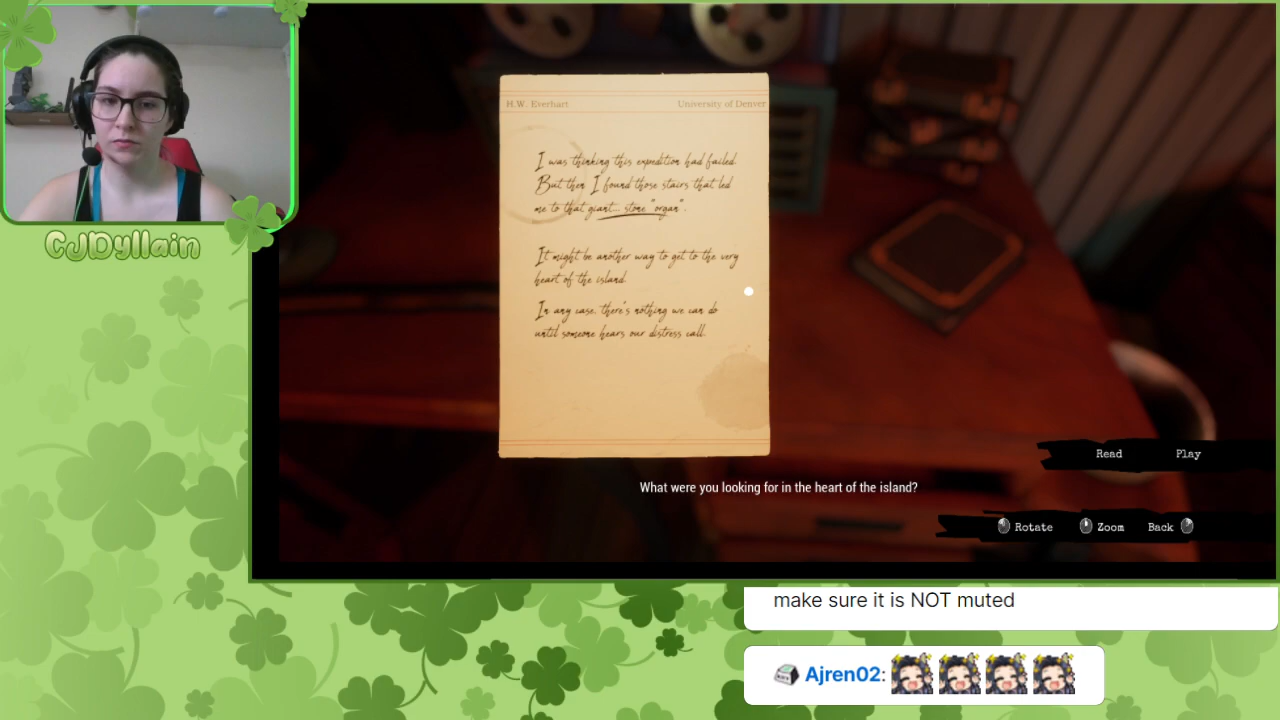 CJDyllain
H.W. Everhart
University of Denver
I was thinking this expedition had failed.
But then I found those stairs that led
me to that giant... stone "organ".
It might be another way to get to the very
heart of the island.
In any case, there's nothing we can do
until someone hears our distress call.
Read
Play
What were you looking for in the heart of the island?
Rotate
Zoom
Back
make sure it is NOT muted
Ajren02: